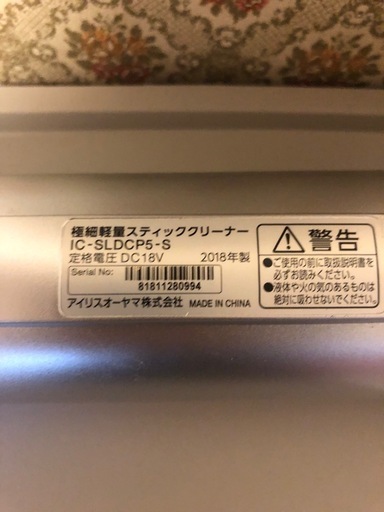 極細軽量スティッククリーナー
IC-SLDCP5-S
定格電圧 DC18V 2018年製
Serial No:
81811280994
アイリスオーヤマ株式会社 MADE IN CHINA
警告
●ご使用の前に取扱説明書を
必ずお読みください。
●液体や火の気のあるものは
絶対に吸わせないでください。